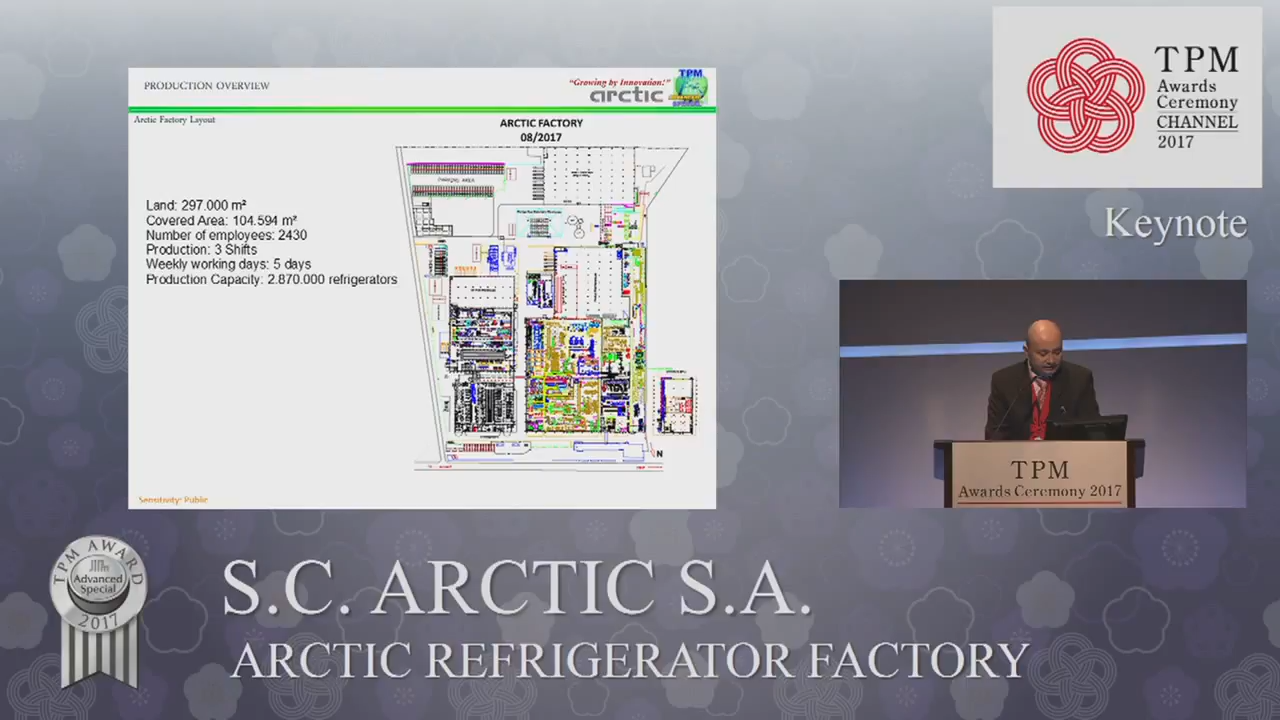 PRODUCTION OVERVIEW
"Growing by Innovation!"
arctic
TPM
Arctic Factory Layout
ARCTIC FACTORY
08/2017
Land: 297.000 m²
Covered Area: 104.594 m²
Number of employees: 2430
Production: 3 Shifts
Weekly working days: 5 days
Production Capacity: 2.870.000 refrigerators
N
Sensitivity: Public
TPM
Awards
Ceremony
CHANNEL
2017
Keynote
TPM
Awards Ceremony 2017
TPM AWARD
Advanced
Special
2017
S.C. ARCTIC S.A.
ARCTIC REFRIGERATOR FACTORY